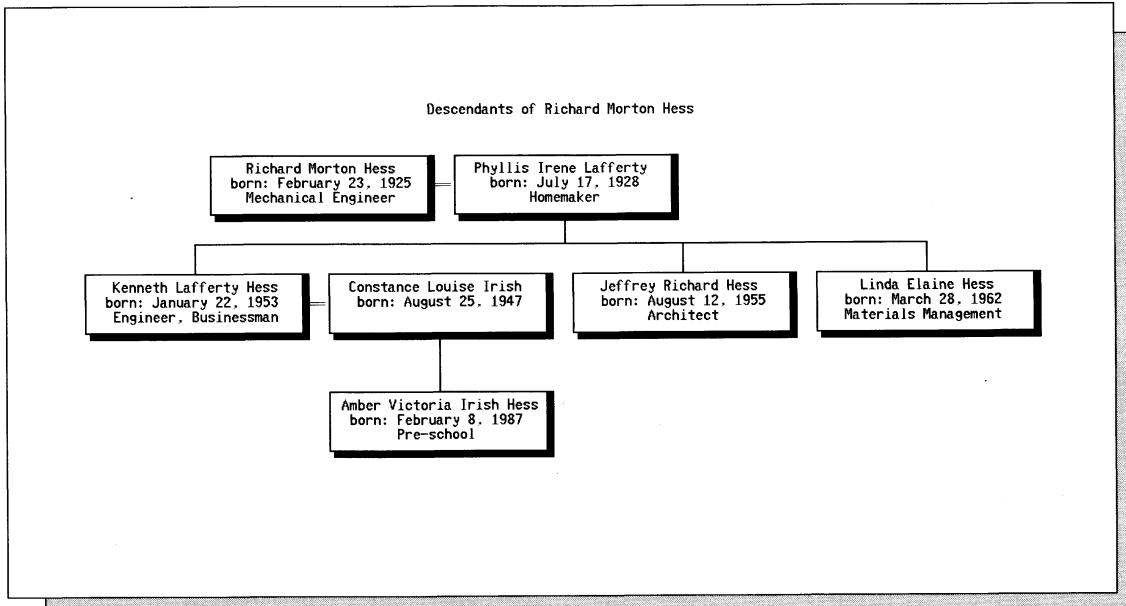 Descendants of Richard Morton Hess
Richard Morton Hess
born: February 23, 1925
Mechanical Engineer
Phyllis Irene Lafferty
born: July 17, 1928
Homemaker
Kenneth Lafferty Hess
born: January 22, 1953
Engineer, Businessman
Constance Louise Irish
born: August 25, 1947
Jeffrey Richard Hess
born: August 12, 1955
Architect
Linda Elaine Hess
born: March 28, 1962
Materials Management
Amber Victoria Irish Hess
born: February 8, 1987
Pre-school